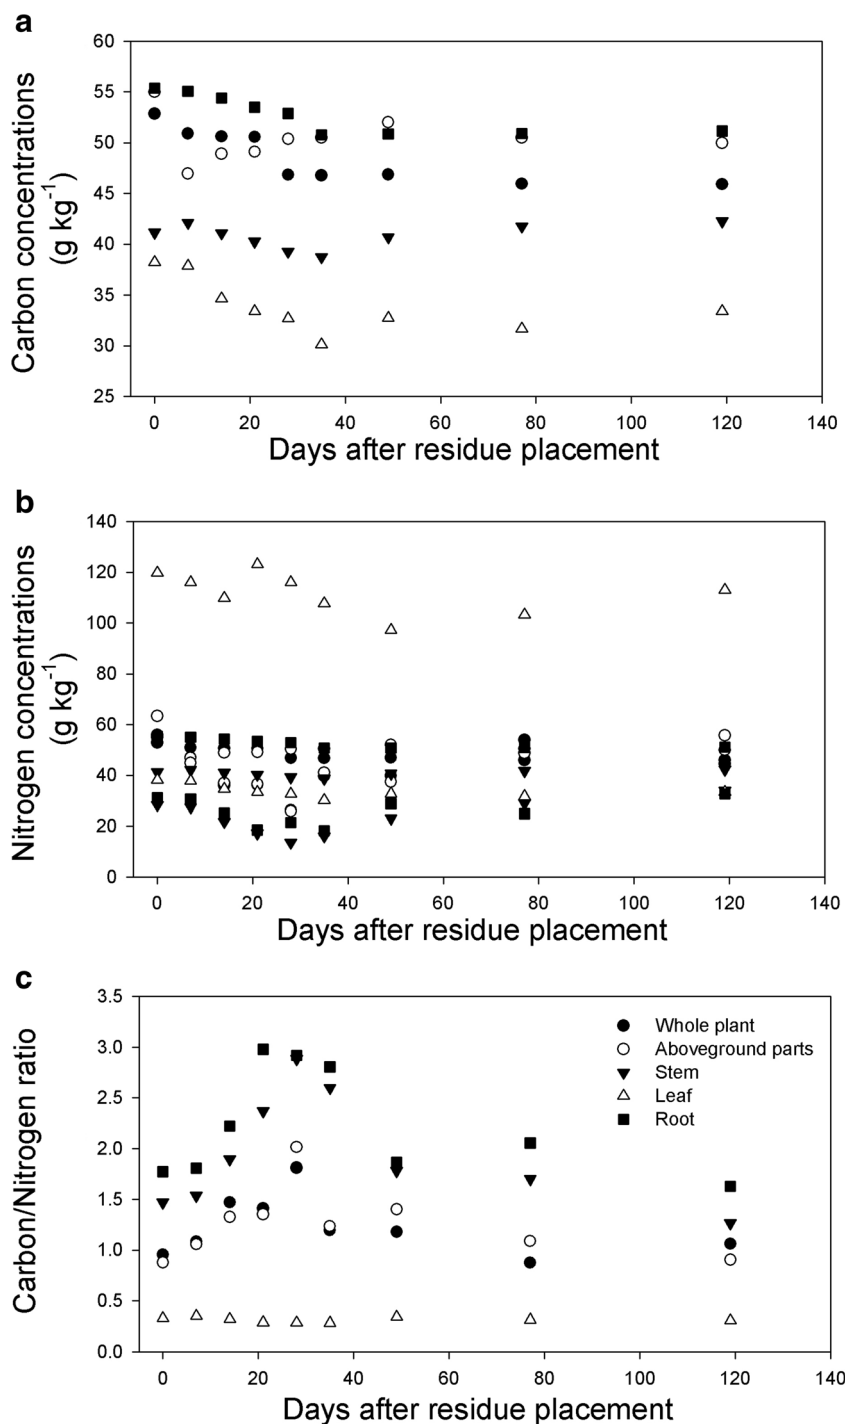 a
60
55
50
45
40
35
30
25
Carbon concentrations
(g kg⁻¹)
0 20 40 60 80 100 120 140
Days after residue placement
b
140
120
100
80
60
40
20
0
Nitrogen concentrations
(g kg⁻¹)
0 20 40 60 80 100 120 140
Days after residue placement
c
3.5
3.0
2.5
2.0
1.5
1.0
0.5
0.0
Carbon/Nitrogen ratio
Whole plant
Aboveground parts
Stem
Leaf
Root
0 20 40 60 80 100 120 140
Days after residue placement